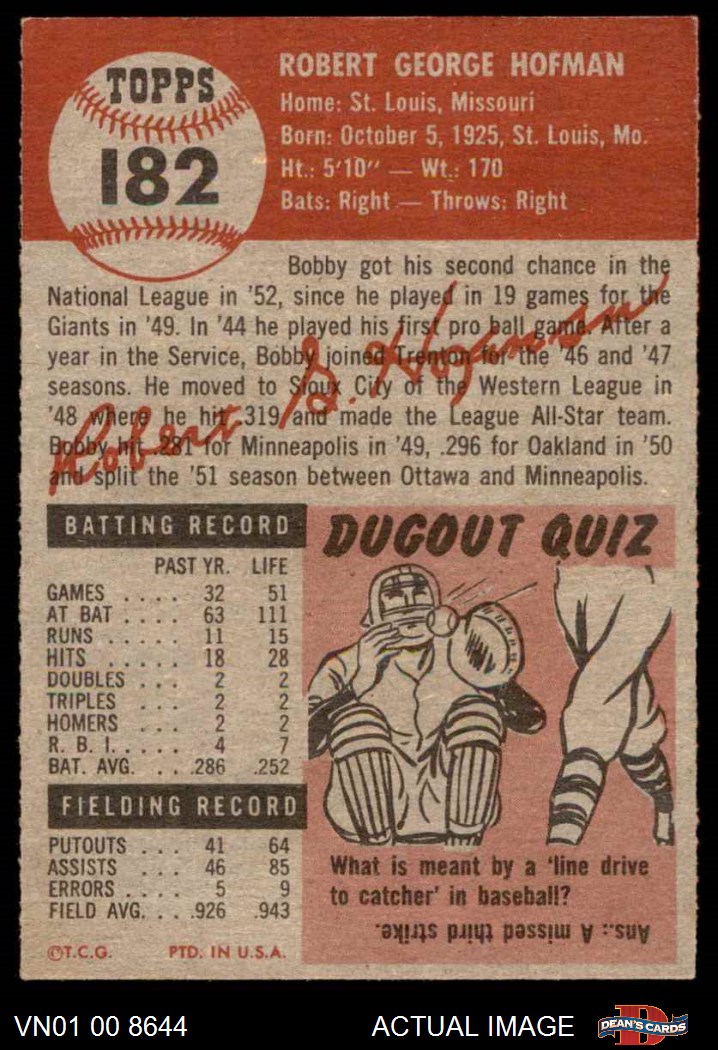 TOPPS
182
ROBERT GEORGE HOFMAN
Home: St. Louis, Missouri
Born: October 5, 1925, St. Louis, Mo.
Ht.: 5'10" — Wt.: 170
Bats: Right — Throws: Right
Bobby got his second chance in the
National League in '52, since he played in 19 games for the
Giants in '49. In '44 he played his first pro ball game. After a
year in the Service, Bobby joined Trenton for the '46 and '47
seasons. He moved to Sioux City of the Western League in
'48 where he hit .319 and made the League All-Star team.
Bobby hit .281 for Minneapolis in '49, .296 for Oakland in '50
and split the '51 season between Ottawa and Minneapolis.
Robert G. Hofman
BATTING RECORD
PAST YR. LIFE
GAMES .... 32 51
AT BAT .... 63 111
RUNS ..... 11 15
HITS ..... 18 28
DOUBLES ... 2 2
TRIPLES ... 2 2
HOMERS ... 2 2
R. B. I. .... 4 7
BAT. AVG. . . .286 .252
FIELDING RECORD
PUTOUTS ... 41 64
ASSISTS ... 46 85
ERRORS ... 5 9
FIELD AVG. . . .926 .943
©T.C.G. PTD. IN U.S.A.
DUGOUT QUIZ
What is meant by a 'line drive
to catcher' in baseball?
Ans.: A missed third strike.
VN01 00 8644 ACTUAL IMAGE
D
DEAN'S CARDS